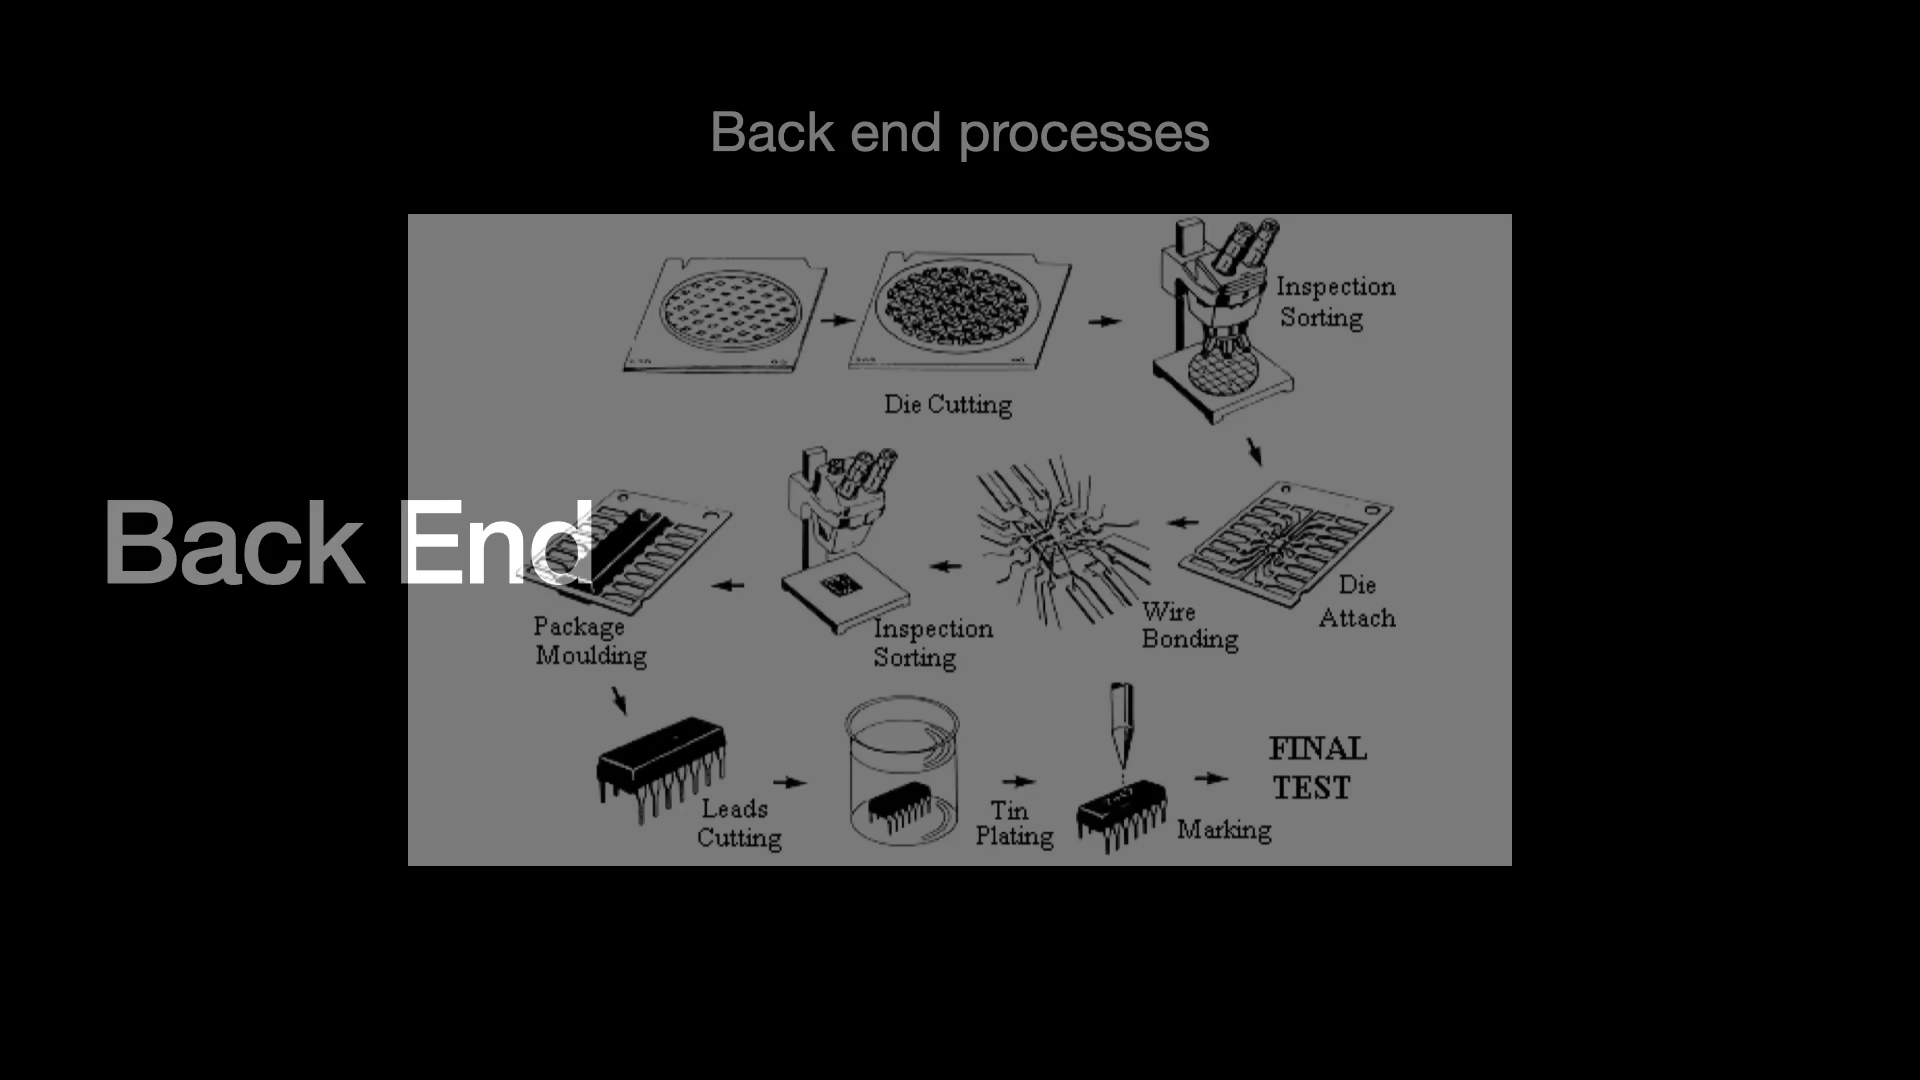 Back end processes
Inspection
Sorting
Die Cutting
Back End
Die
Attach
Wire
Bonding
Inspection
Sorting
Package
Moulding
Leads
Cutting
Tin
Plating
Marking
FINAL
TEST